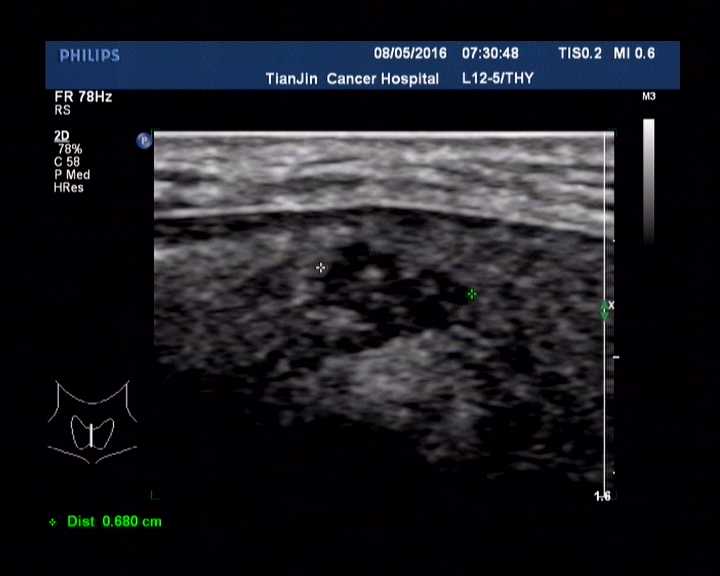 PHILIPS 08/05/2016 07:30:48 TIS0.2 MI 0.6
TianJin Cancer Hospital L12-5/THY
FR 78Hz
RS
M3
2D
78%
C 58
P Med
HRes
P
X
1.6
Dist 0.680 cm